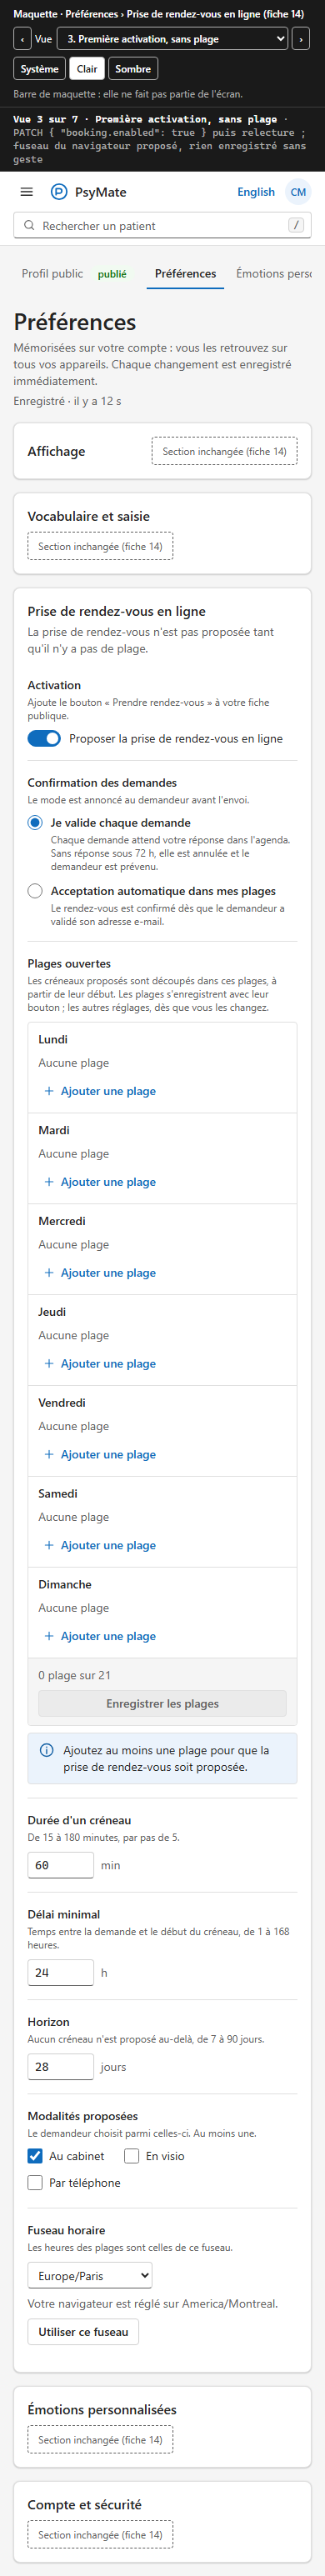 Maquette · Préférences › Prise de rendez-vous en ligne (fiche 14)
‹ Vue 3. Première activation, sans plage ›
Système Clair Sombre
Barre de maquette : elle ne fait pas partie de l'écran.
Vue 3 sur 7 · Première activation, sans plage ·
PATCH { "booking.enabled": true } puis relecture ;
fuseau du navigateur proposé, rien enregistré sans
geste
PsyMate English CM
Rechercher un patient /
Profil public publié Préférences Émotions perso
Préférences
Mémorisées sur votre compte : vous les retrouvez sur
tous vos appareils. Chaque changement est enregistré
immédiatement.
Enregistré · il y a 12 s
Affichage Section inchangée (fiche 14)
Vocabulaire et saisie
Section inchangée (fiche 14)
Prise de rendez-vous en ligne
La prise de rendez-vous n'est pas proposée tant
qu'il n'y a pas de plage.
Activation
Ajoute le bouton « Prendre rendez-vous » à votre fiche
publique.
Proposer la prise de rendez-vous en ligne
Confirmation des demandes
Le mode est annoncé au demandeur avant l'envoi.
Je valide chaque demande
Chaque demande attend votre réponse dans l'agenda.
Sans réponse sous 72 h, elle est annulée et le
demandeur est prévenu.
Acceptation automatique dans mes plages
Le rendez-vous est confirmé dès que le demandeur a
validé son adresse e-mail.
Plages ouvertes
Les créneaux proposés sont découpés dans ces plages, à
partir de leur début. Les plages s'enregistrent avec leur
bouton ; les autres réglages, dès que vous les changez.
Lundi
Aucune plage
+ Ajouter une plage
Mardi
Aucune plage
+ Ajouter une plage
Mercredi
Aucune plage
+ Ajouter une plage
Jeudi
Aucune plage
+ Ajouter une plage
Vendredi
Aucune plage
+ Ajouter une plage
Samedi
Aucune plage
+ Ajouter une plage
Dimanche
Aucune plage
+ Ajouter une plage
0 plage sur 21
Enregistrer les plages
Ajoutez au moins une plage pour que la
prise de rendez-vous soit proposée.
Durée d'un créneau
De 15 à 180 minutes, par pas de 5.
60 min
Délai minimal
Temps entre la demande et le début du créneau, de 1 à 168
heures.
24 h
Horizon
Aucun créneau n'est proposé au-delà, de 7 à 90 jours.
28 jours
Modalités proposées
Le demandeur choisit parmi celles-ci. Au moins une.
Au cabinet En visio
Par téléphone
Fuseau horaire
Les heures des plages sont celles de ce fuseau.
Europe/Paris
Votre navigateur est réglé sur America/Montreal.
Utiliser ce fuseau
Émotions personnalisées
Section inchangée (fiche 14)
Compte et sécurité
Section inchangée (fiche 14)